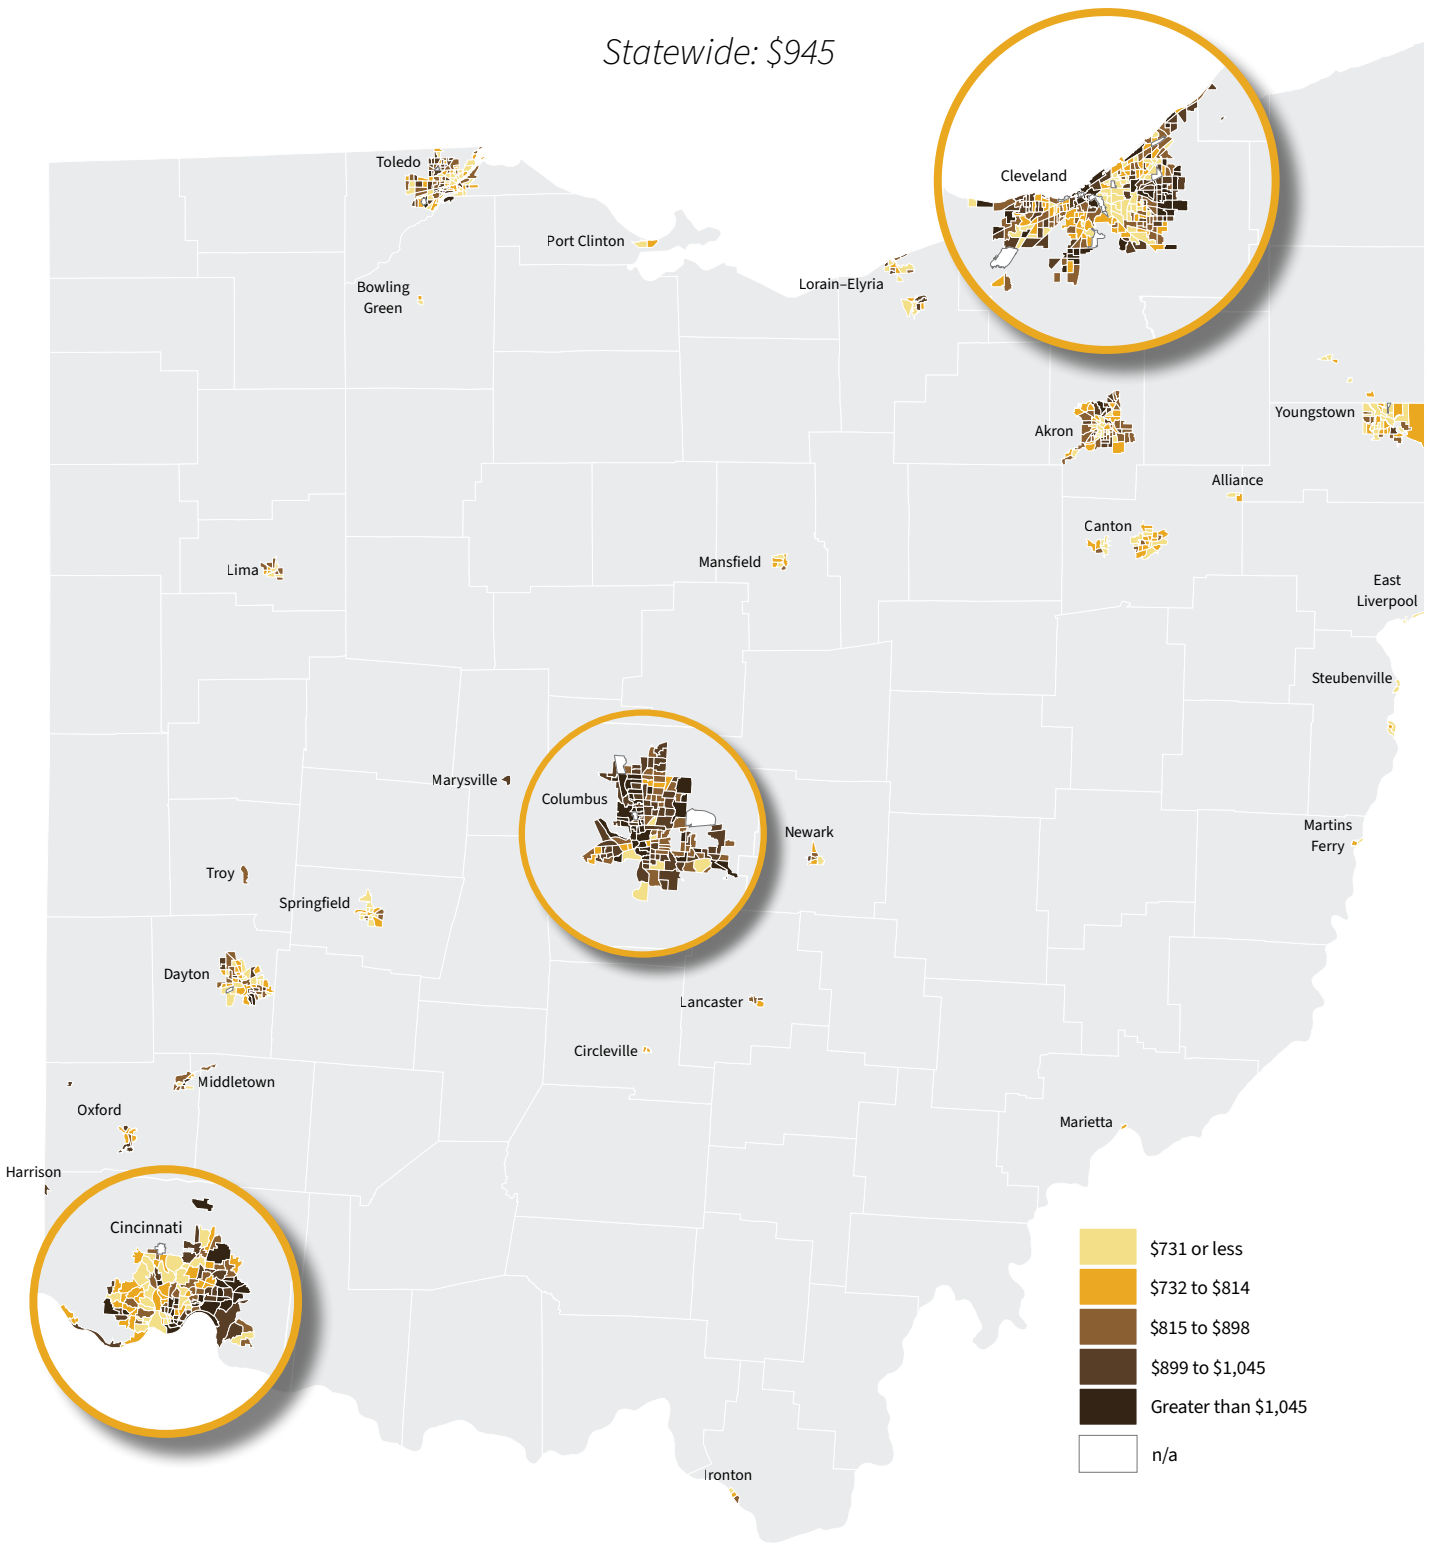 Statewide: $945
Toledo
Cleveland
Port Clinton
Bowling
Green
Lorain–Elyria
Akron
Youngstown
Alliance
Canton
Lima
Mansfield
East
Liverpool
Steubenville
Marysville
Columbus
Newark
Martins
Ferry
Troy
Springfield
Dayton
Lancaster
Circleville
Middletown
Oxford
Marietta
Harrison
Cincinnati
Ironton
$731 or less
$732 to $814
$815 to $898
$899 to $1,045
Greater than $1,045
n/a